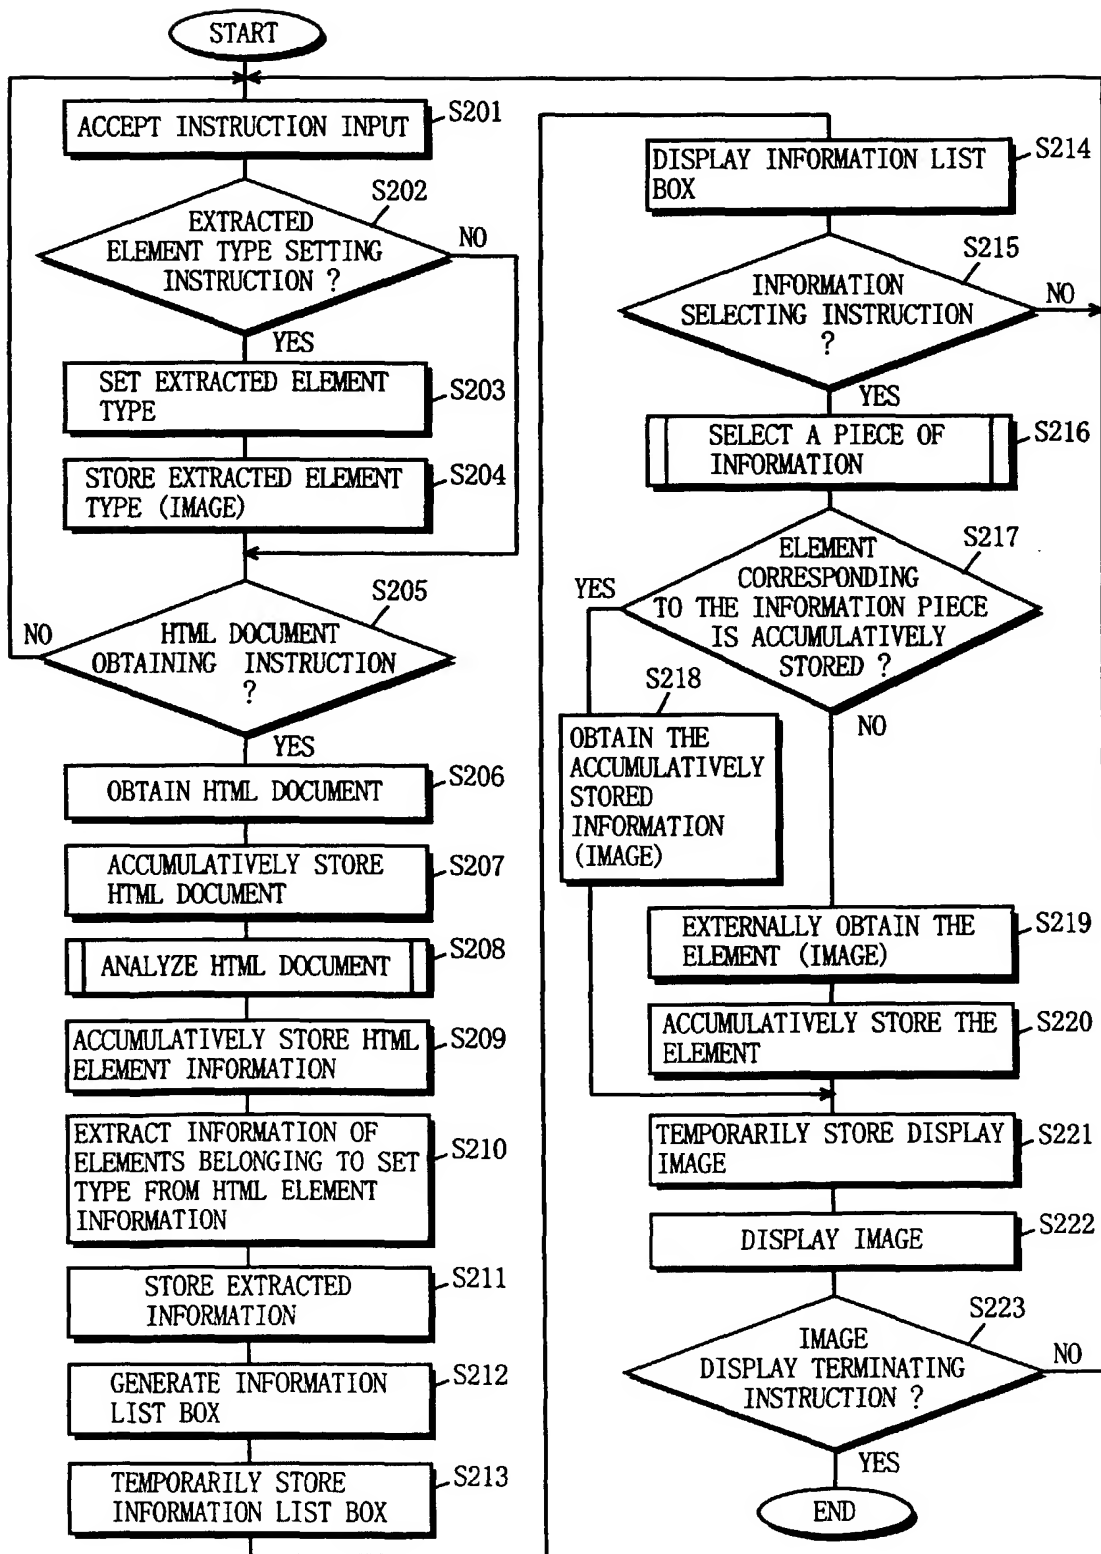 START
ACCEPT INSTRUCTION INPUT
S201
S202
EXTRACTED
ELEMENT TYPE SETTING
INSTRUCTION ?
NO
YES
SET EXTRACTED ELEMENT
TYPE
S203
STORE EXTRACTED ELEMENT
TYPE (IMAGE)
S204
S205
NO
HTML DOCUMENT
OBTAINING INSTRUCTION
?
YES
OBTAIN HTML DOCUMENT
S206
ACCUMULATIVELY STORE
HTML DOCUMENT
S207
ANALYZE HTML DOCUMENT
S208
ACCUMULATIVELY STORE HTML
ELEMENT INFORMATION
S209
EXTRACT INFORMATION OF
ELEMENTS BELONGING TO SET
TYPE FROM HTML ELEMENT
INFORMATION
S210
STORE EXTRACTED
INFORMATION
S211
GENERATE INFORMATION
LIST BOX
S212
TEMPORARILY STORE
INFORMATION LIST BOX
S213
DISPLAY INFORMATION LIST
BOX
S214
S215
INFORMATION
SELECTING INSTRUCTION
?
NO
YES
SELECT A PIECE OF
INFORMATION
S216
S217
ELEMENT
CORRESPONDING
TO THE INFORMATION PIECE
IS ACCUMULATIVELY
STORED ?
YES
NO
S218
OBTAIN THE
ACCUMULATIVELY
STORED
INFORMATION
(IMAGE)
EXTERNALLY OBTAIN THE
ELEMENT (IMAGE)
S219
ACCUMULATIVELY STORE THE
ELEMENT
S220
TEMPORARILY STORE DISPLAY
IMAGE
S221
DISPLAY IMAGE
S222
S223
IMAGE
DISPLAY TERMINATING
INSTRUCTION ?
NO
YES
END